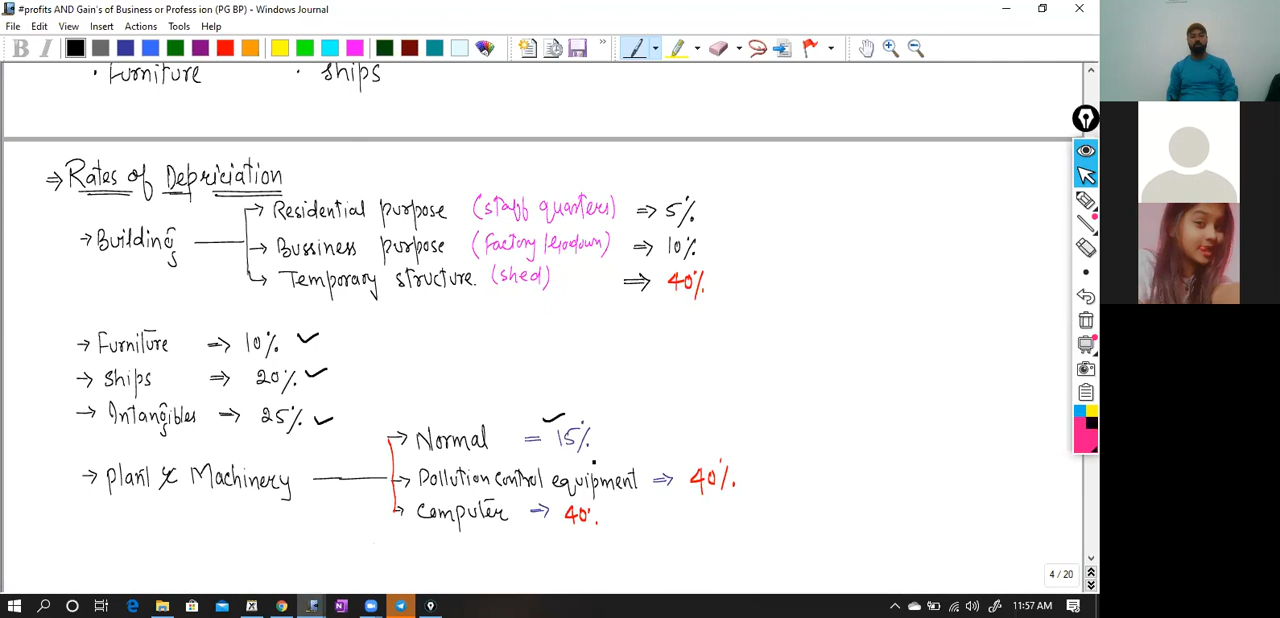 #profits AND Gain's of Business or Profess ion (PG BP) - Windows Journal
File Edit View Insert Actions Tools Help
B I
· Furniture · Ships
⇒ Rates of Depriciation
→ Buildings
→ Residential purpose (staff quarters) ⇒ 5%
→ Bussiness purpose (Factory/Godown) ⇒ 10%
→ Temporary structure. (shed) ⇒ 40%
→ Furniture ⇒ 10% ✓
→ Ships ⇒ 20% ✓
→ Intangibles → 25% ✓
→ Plant & Machinery
→ Normal = 15% ✓
→ Pollution control equipment ⇒ 40%
→ Computer ⇒ 40%
4 / 20
11:57 AM